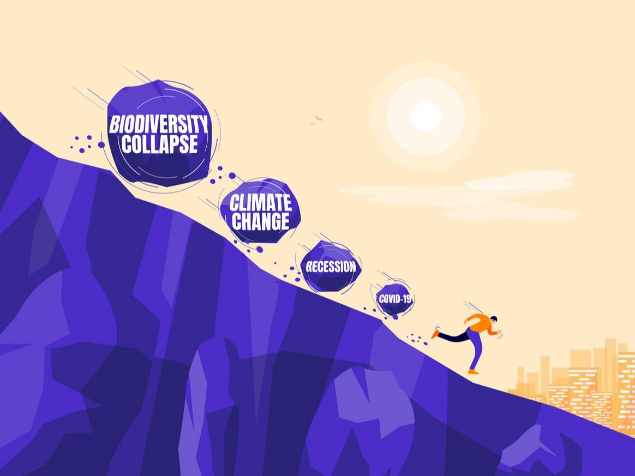 BIODIVERSITY
COLLAPSE
CLIMATE
CHANGE
RECESSION
COVID-19